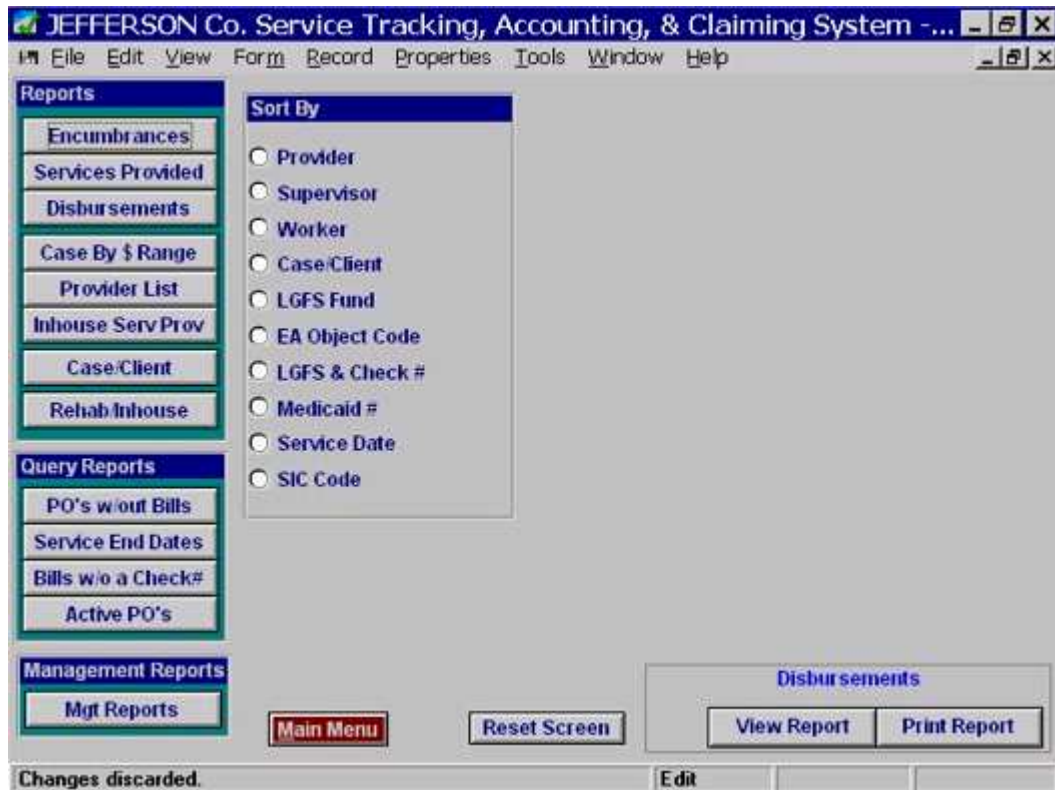 JEFFERSON Co. Service Tracking, Accounting, & Claiming System -...
File Edit View Form Record Properties Tools Window Help
Reports
Encumbrances
Services Provided
Disbursements
Case By $ Range
Provider List
Inhouse Serv Prov
Case/Client
Rehab/Inhouse
Query Reports
PO's w/out Bills
Service End Dates
Bills w/o a Check#
Active PO's
Management Reports
Mgt Reports
Sort By
Provider
Supervisor
Worker
Case/Client
LGFS Fund
EA Object Code
LGFS & Check #
Medicaid #
Service Date
SIC Code
Main Menu
Reset Screen
Disbursements
View Report Print Report
Changes discarded. Edit